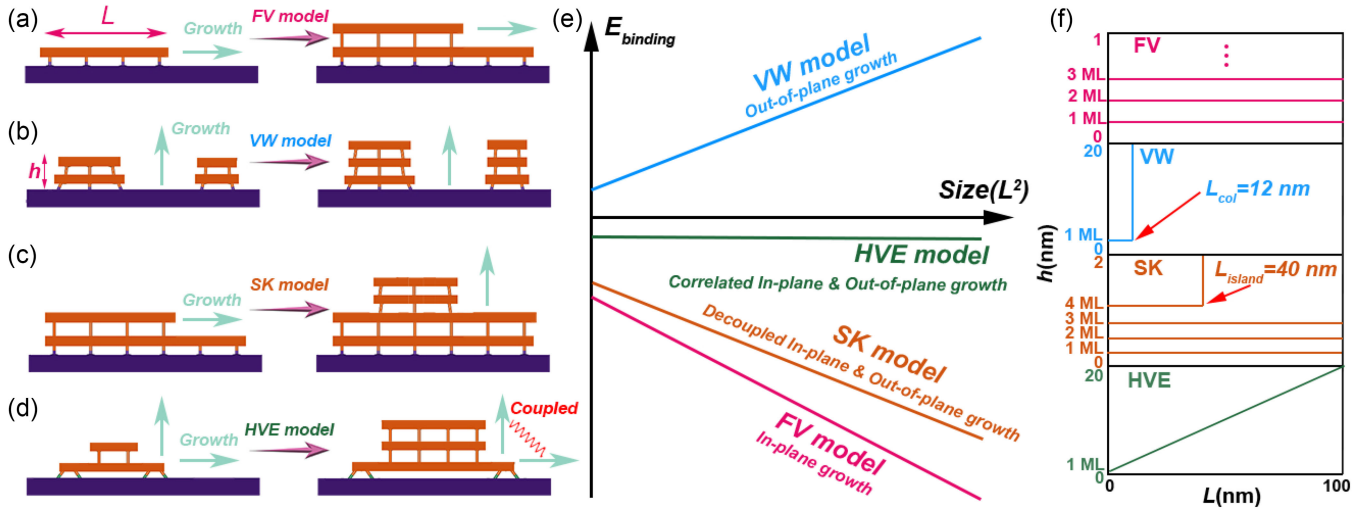 (a)
L
Growth
FV model
(b)
h
Growth
VW model
(c)
Growth
SK model
(d)
Growth
HVE model
Coupled
(e)
E binding
VW model
Out-of-plane growth
Size(L²)
HVE model
Correlated In-plane & Out-of-plane growth
SK model
Decoupled In-plane & Out-of-plane growth
FV model
In-plane growth
(f)
h(nm)
1
FV
3 ML
2 ML
1 ML
0
20
VW
L col=12 nm
1 ML
0
2
SK
L island=40 nm
4 ML
3 ML
2 ML
1 ML
0
20
HVE
1 ML
0
0
100
L(nm)